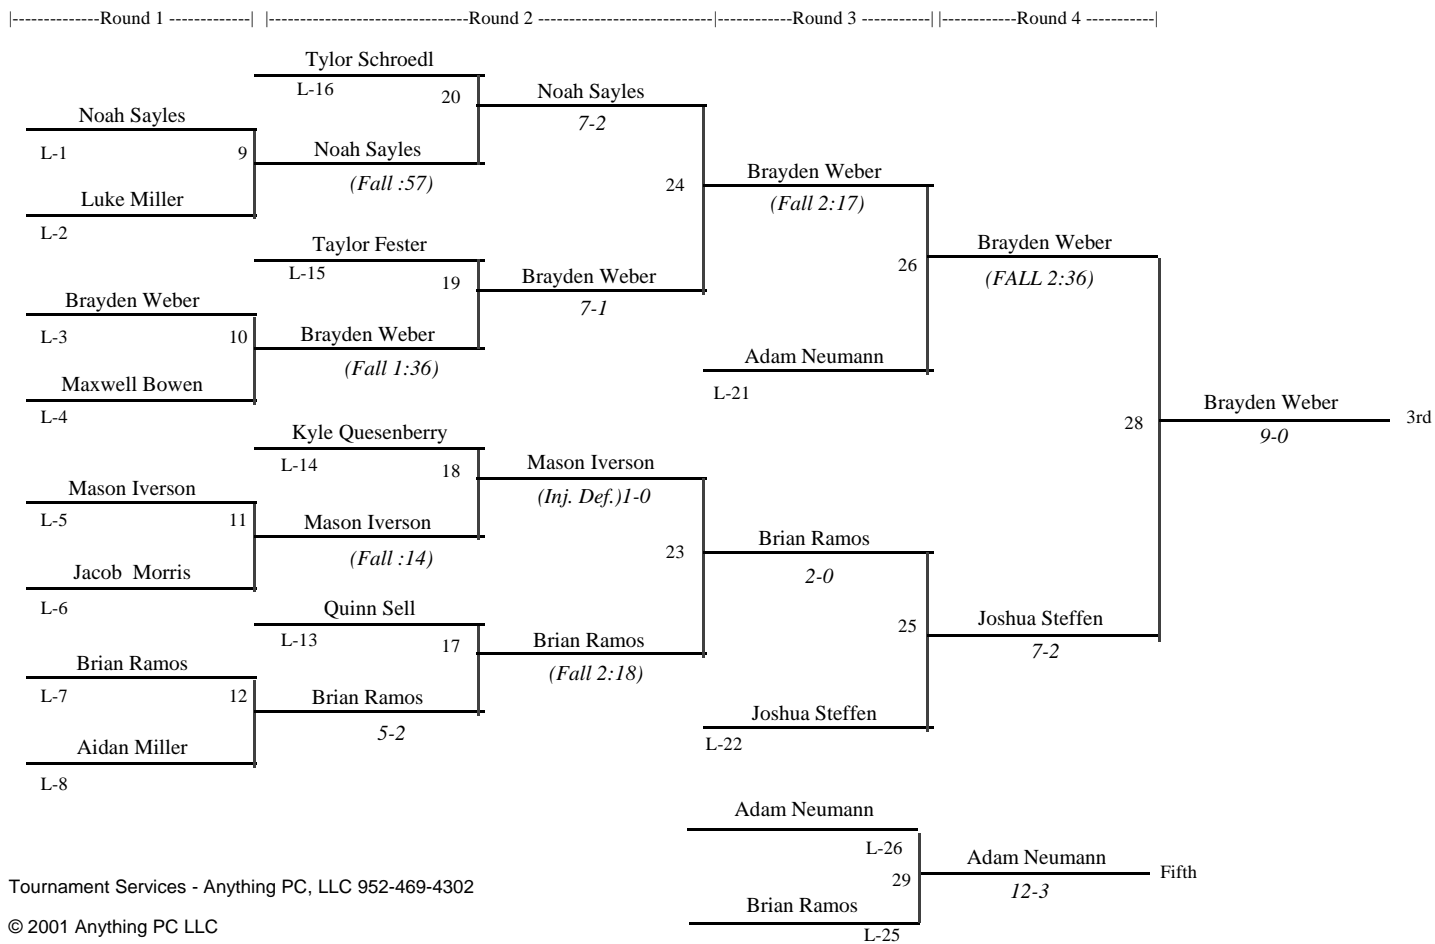 |-------------Round 1 -------------| |--------------------------------Round 2 ----------------------------|------------Round 3 -----------||------------Round 4 -----------|
Tylor Schroedl
L-16
20
Noah Sayles
7-2
Noah Sayles
L-1
9
Noah Sayles
(Fall :57)
Luke Miller
L-2
24
Brayden Weber
(Fall 2:17)
Taylor Fester
L-15
19
Brayden Weber
7-1
26
Brayden Weber
(FALL 2:36)
Brayden Weber
L-3
10
Brayden Weber
(Fall 1:36)
Maxwell Bowen
L-4
Adam Neumann
L-21
28
Brayden Weber
9-0
3rd
Kyle Quesenberry
L-14
18
Mason Iverson
(Inj. Def.)1-0
Mason Iverson
L-5
11
Mason Iverson
(Fall :14)
Jacob  Morris
L-6
23
Brian Ramos
2-0
Quinn Sell
L-13
17
Brian Ramos
(Fall 2:18)
25
Joshua Steffen
7-2
Brian Ramos
L-7
12
Brian Ramos
5-2
Aidan Miller
L-8
Joshua Steffen
L-22
Adam Neumann
L-26
29
Adam Neumann
12-3
Fifth
Brian Ramos
L-25
Tournament Services - Anything PC, LLC 952-469-4302
© 2001 Anything PC LLC